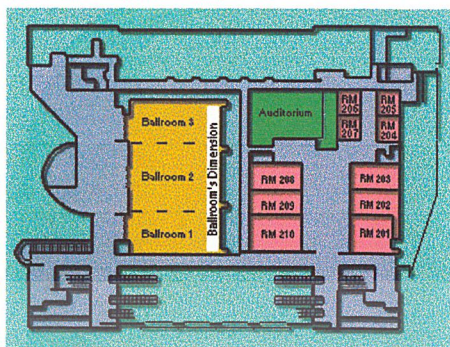 Ballroom 3
Ballroom 2
Ballroom 1
Ballroom's Dimension
Auditorium
RM
206
RM
205
RM
207
RM
204
RM 208
RM 203
RM 209
RM 202
RM 210
RM 201